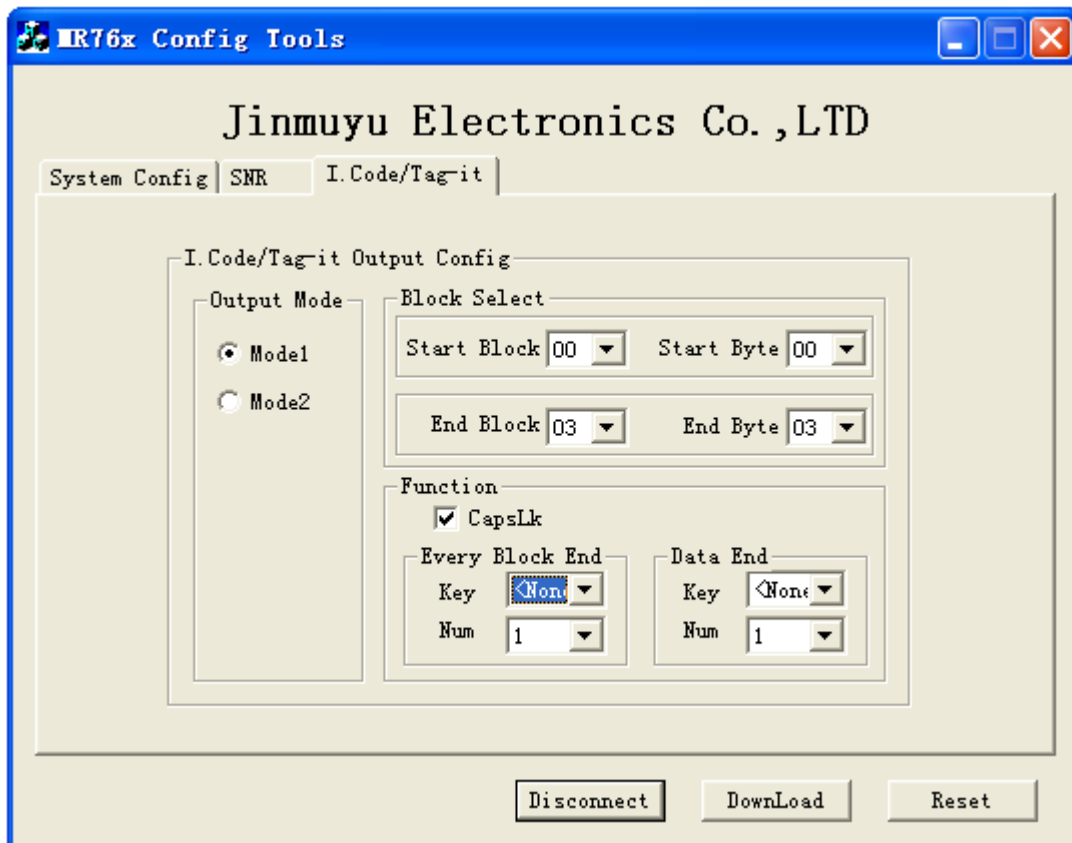 MR76x Config Tools
Jinmuyu Electronics Co.,LTD
System Config SNR I.Code/Tag-it
I.Code/Tag-it Output Config
Output Mode
Mode1
Mode2
Block Select
Start Block 00 Start Byte 00
End Block 03 End Byte 03
Function
CapsLk
Every Block End
Key <None
Num 1
Data End
Key <None
Num 1
Disconnect DownLoad Reset